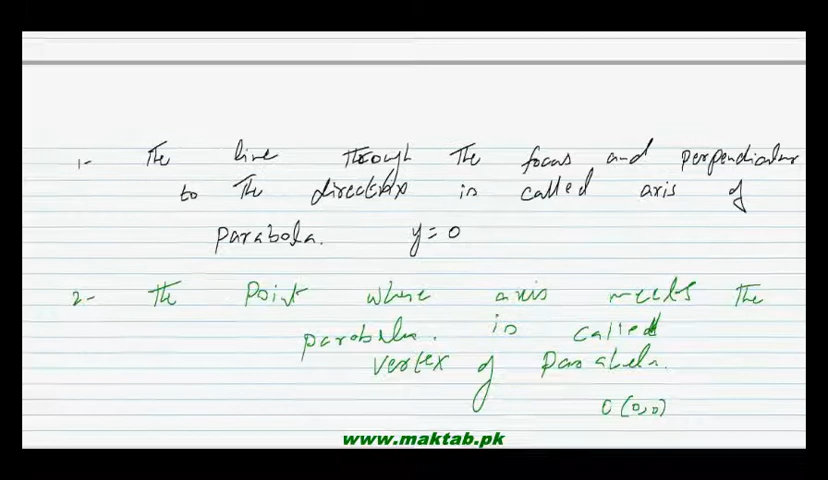 1- The line through the focus and perpendicular
to the directrix is called axis of
parabola. y = 0
2- The Point where axis meets the
parabola. is called
vertex of parabola.
O (0,0)
www.maktab.pk